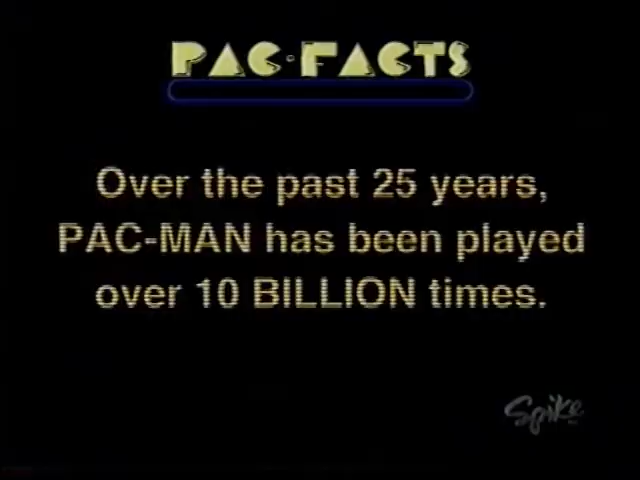 PAC·FACTS
Over the past 25 years,
PAC-MAN has been played
over 10 BILLION times.
Spike